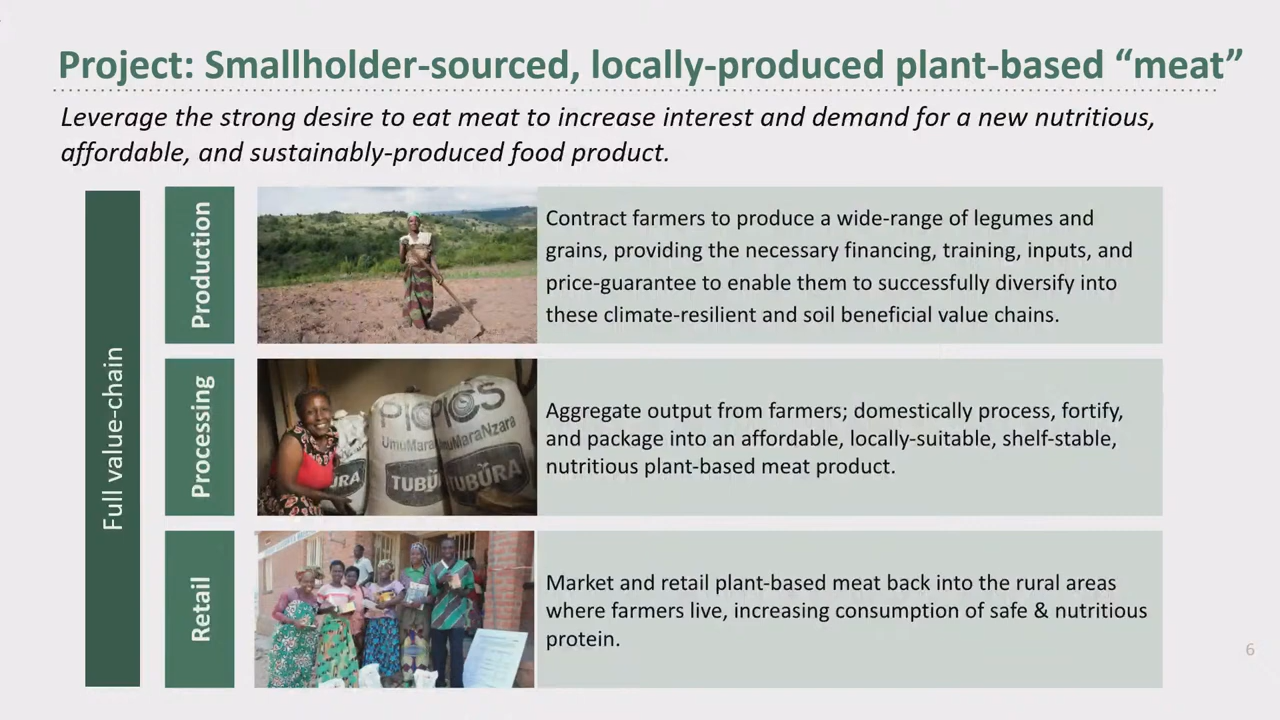 Project: Smallholder-sourced, locally-produced plant-based “meat”
Leverage the strong desire to eat meat to increase interest and demand for a new nutritious,
affordable, and sustainably-produced food product.
Full value-chain
Production
Contract farmers to produce a wide-range of legumes and
grains, providing the necessary financing, training, inputs, and
price-guarantee to enable them to successfully diversify into
these climate-resilient and soil beneficial value chains.
Processing
PICS
UmuMaraNzara
TUBURA
Aggregate output from farmers; domestically process, fortify,
and package into an affordable, locally-suitable, shelf-stable,
nutritious plant-based meat product.
Retail
Market and retail plant-based meat back into the rural areas
where farmers live, increasing consumption of safe & nutritious
protein.
6